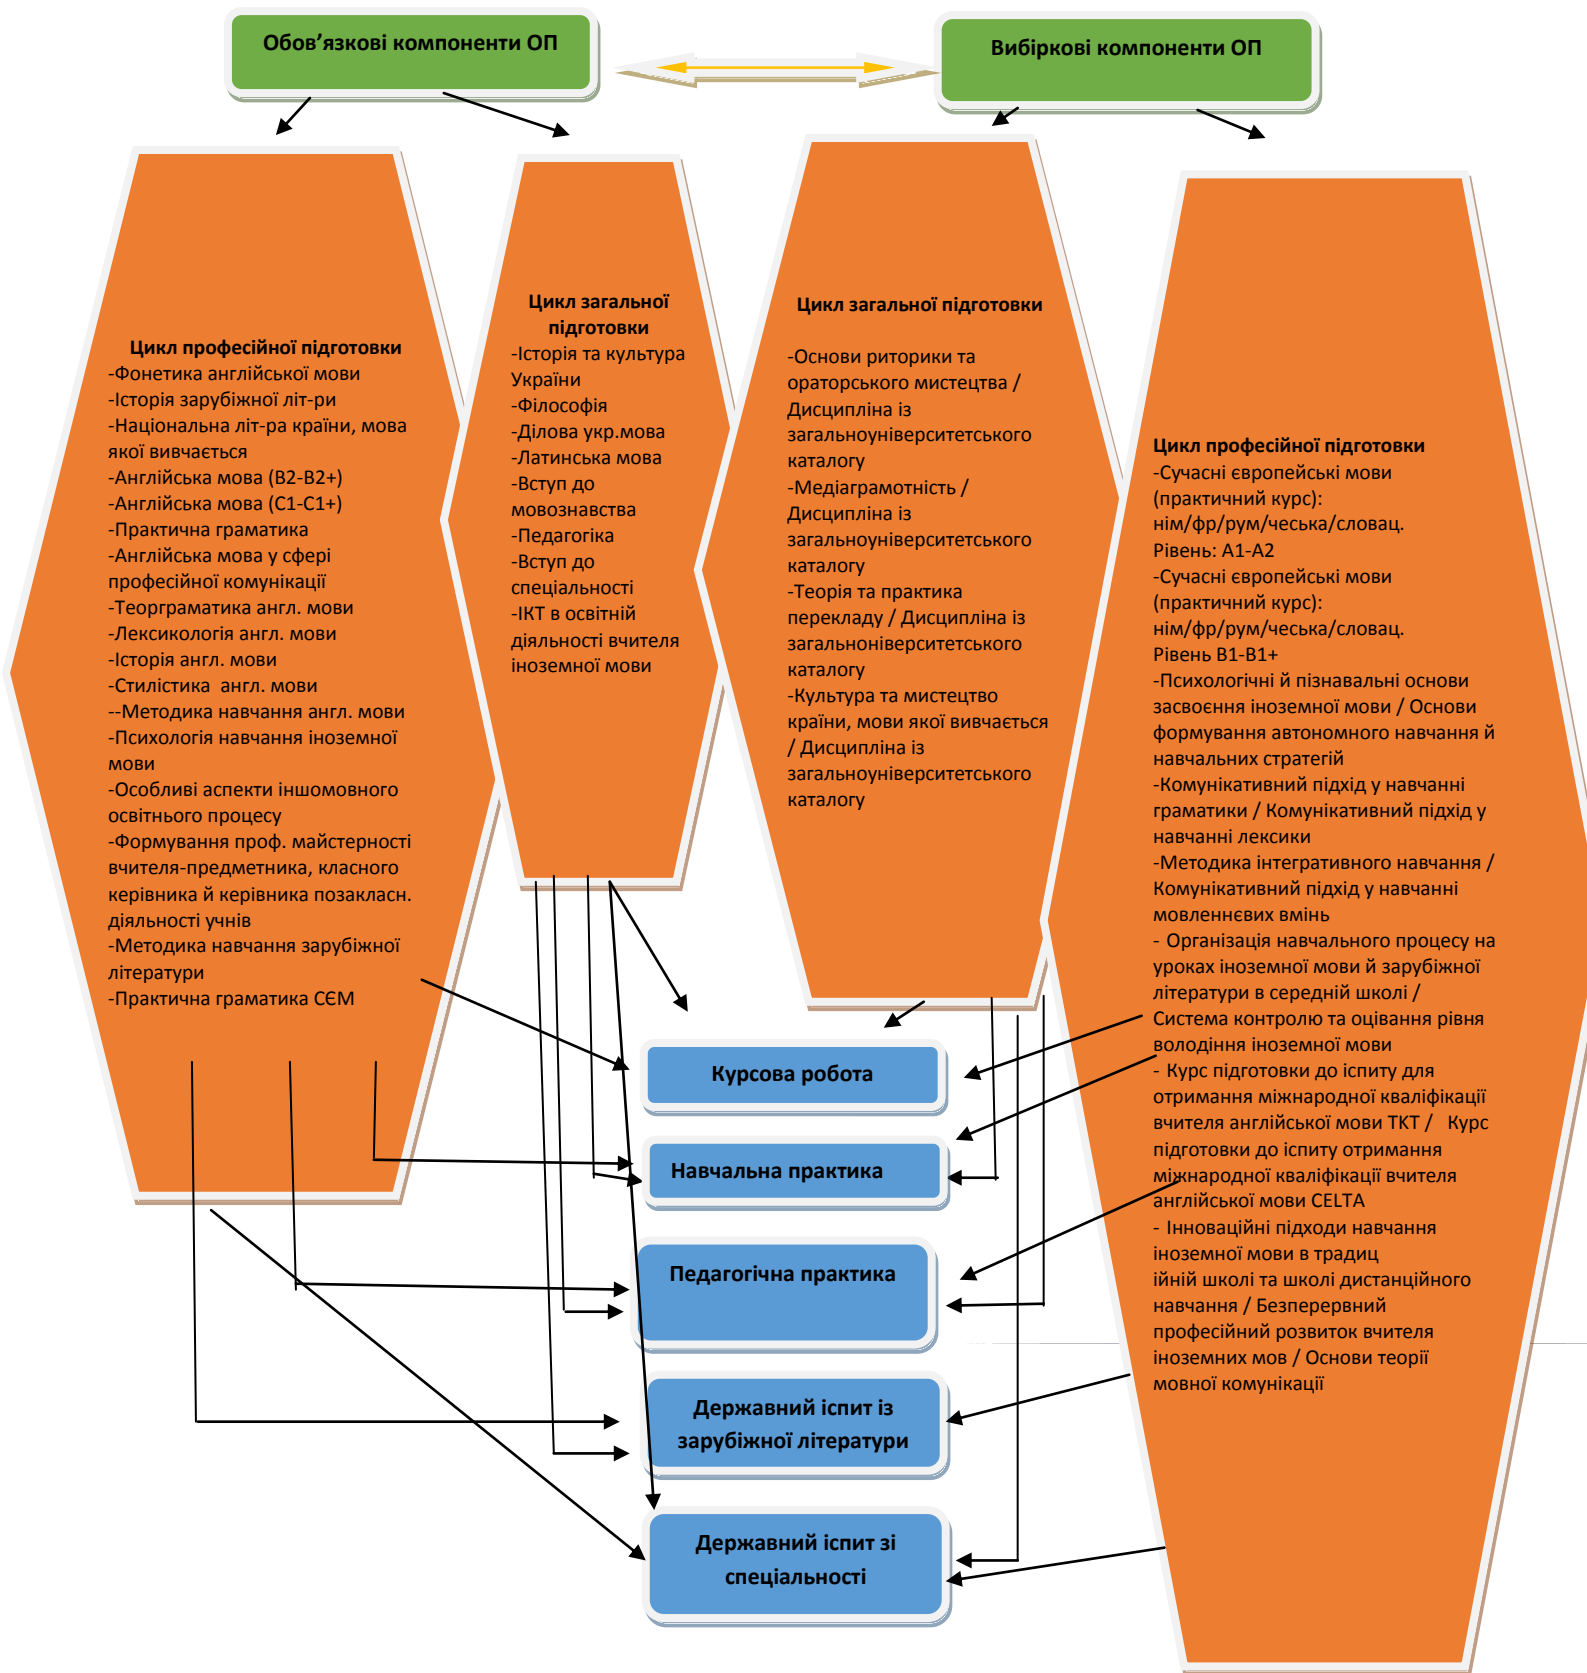 Обов’язкові компоненти ОП
Вибіркові компоненти ОП
Цикл професійної підготовки
-Фонетика англійської мови
-Історія зарубіжної літ-ри
-Національна літ-ра країни, мова
якої вивчається
-Англійська мова (В2-В2+)
-Англійська мова (С1-С1+)
-Практична граматика
-Англійська мова у сфері
професійної комунікації
-Теорграматика англ. мови
-Лексикологія англ. мови
-Історія англ. мови
-Стилістика  англ. мови
--Методика навчання англ. мови
-Психологія навчання іноземної
мови
-Особливі аспекти іншомовного
освітнього процесу
-Формування проф. майстерності
вчителя-предметника, класного
керівника й керівника позакласн.
діяльності учнів
-Методика навчання зарубіжної
літератури
-Практична граматика СЄМ
Цикл загальної
підготовки
-Історія та культура
України
-Філософія
-Ділова укр.мова
-Латинська мова
-Вступ до
мовознавства
-Педагогіка
-Вступ до
спеціальності
-ІКТ в освітній
діяльності вчителя
іноземної мови
Цикл загальної підготовки
-Основи риторики та
ораторського мистецтва /
Дисципліна із
загальноуніверситетського
каталогу
-Медіаграмотність /
Дисципліна із
загальноуніверситетського
каталогу
-Теорія та практика
перекладу / Дисципліна із
загальноніверситетського
каталогу
-Культура та мистецтво
країни, мови якої вивчається
/ Дисципліна із
загальноуніверситетського
каталогу
Цикл професійної підготовки
-Сучасні європейські мови
(практичний курс):
нім/фр/рум/чеська/словац.
Рівень: А1-А2
-Сучасні європейські мови
(практичний курс):
нім/фр/рум/чеська/словац.
Рівень В1-В1+
-Психологічні й пізнавальні основи
засвоєння іноземної мови / Основи
формування автономного навчання й
навчальних стратегій
-Комунікативний підхід у навчанні
граматики / Комунікативний підхід у
навчанні лексики
-Методика інтегративного навчання /
Комунікативний підхід у навчанні
мовленнєвих вмінь
- Організація навчального процесу на
уроках іноземної мови й зарубіжної
літератури в середній школі /
Система контролю та оцівання рівня
володіння іноземної мови
- Курс підготовки до іспиту для
отримання міжнародної кваліфікації
вчителя англійської мови TKT /   Курс
підготовки до іспиту отримання
міжнародної кваліфікації вчителя
англійської мови CELTA
- Інноваційні підходи навчання
іноземної мови в традиц
ійній школі та школі дистанційного
навчання / Безперервний
професійний розвиток вчителя
іноземних мов / Основи теорії
мовної комунікації
Курсова робота
Навчальна практика
Педагогічна практика
Державний іспит із
зарубіжної літератури
Державний іспит зі
спеціальності